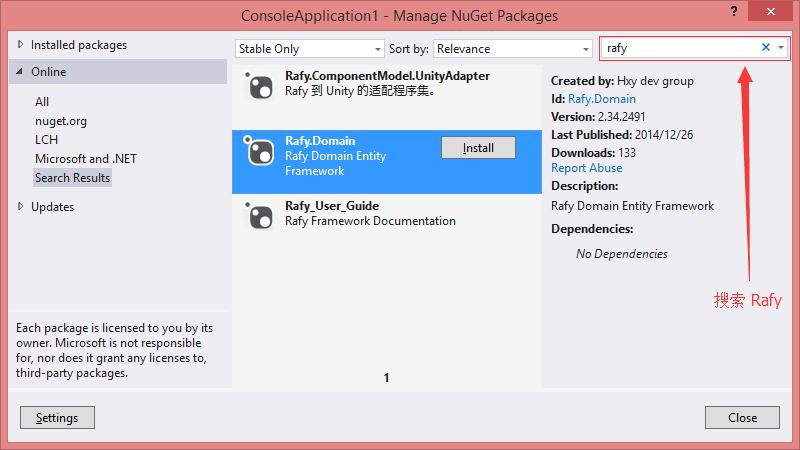 ConsoleApplication1 - Manage NuGet Packages
?
Installed packages
Online
All
nuget.org
LCH
Microsoft and .NET
Search Results
Updates
Each package is licensed to you by its
owner. Microsoft is not responsible
for, nor does it grant any licenses to,
third-party packages.
Stable Only
Sort by:
Relevance
rafy
Rafy.ComponentModel.UnityAdapter
Rafy 到 Unity 的适配程序集。
Rafy.Domain
Rafy Domain Entity
Framework
Install
Rafy_User_Guide
Rafy Framework Documentation
1
Created by: Hxy dev group
Id: Rafy.Domain
Version: 2.34.2491
Last Published: 2014/12/26
Downloads: 133
Report Abuse
Description:
Rafy Domain Entity Framework
Dependencies:
No Dependencies
搜索 Rafy
Settings
Close